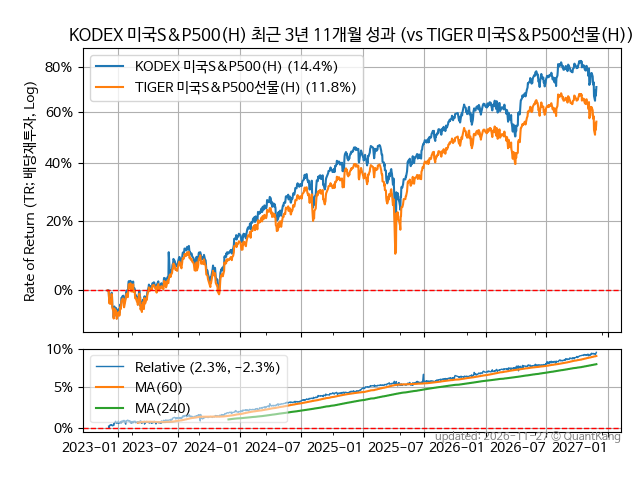 KODEX 미국S&P500(H) 최근 3년 11개월 성과 (vs TIGER 미국S&P500선물(H))
Rate of Return (TR: 배당재투자, Log)
80%
60%
40%
20%
0%
KODEX 미국S&P500(H) (14.4%)
TIGER 미국S&P500선물(H) (11.8%)
10%
5%
0%
Relative (2.3%, -2.3%)
MA(60)
MA(240)
2023-01 2023-07 2024-01 2024-07 2025-01 2025-07 2026-01 2026-07 2027-01
updated: 2026-11-27 © QuantKang